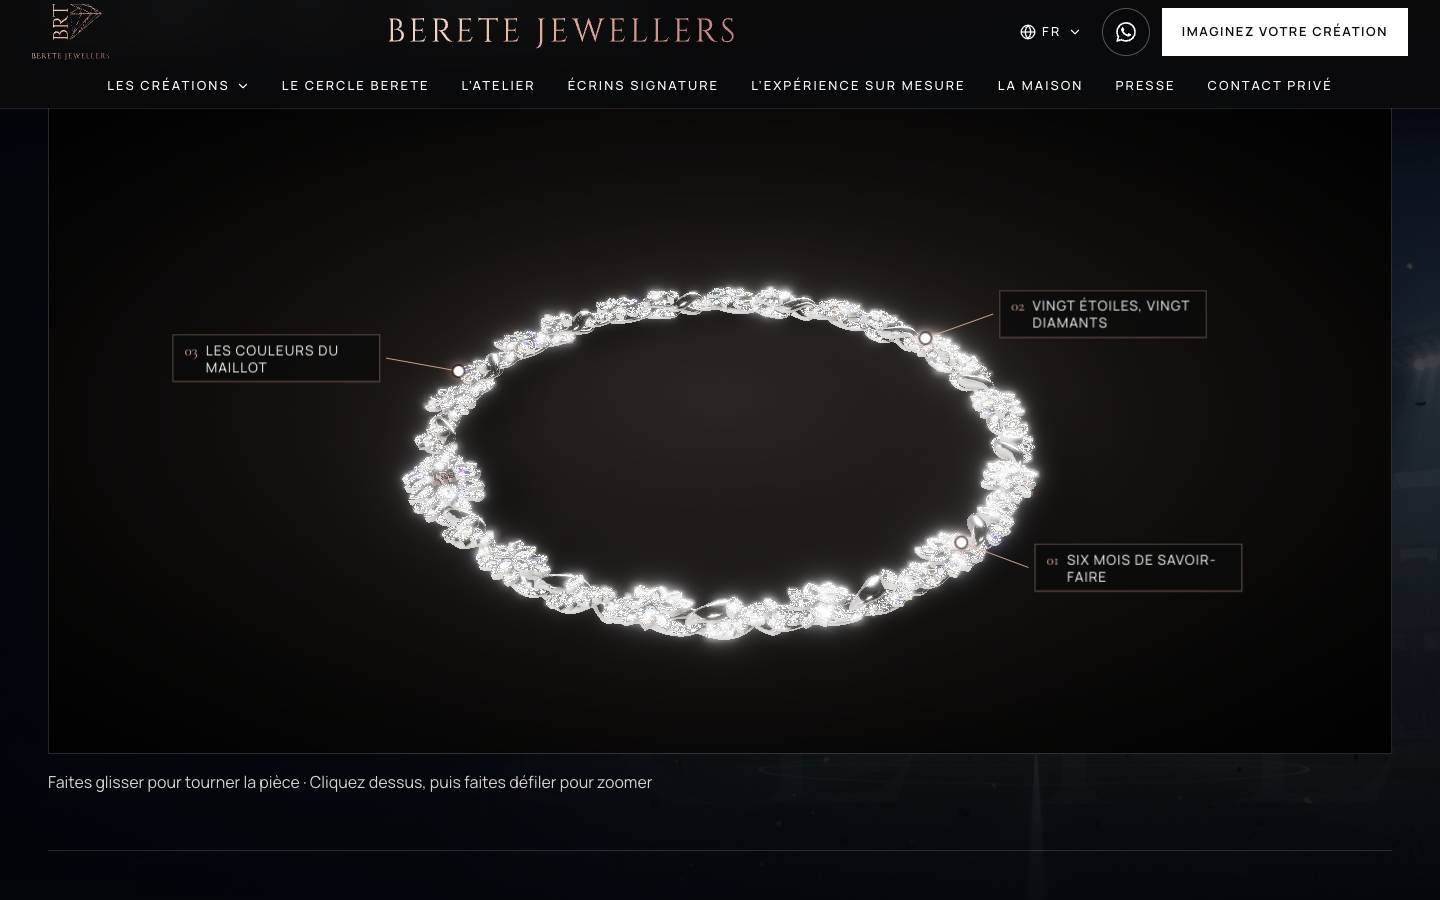 BRT
BERETE JEWELLERS
BERETE JEWELLERS
FR
IMAGINEZ VOTRE CRÉATION
LES CRÉATIONS
LE CERCLE BERETE
L'ATELIER
ÉCRINS SIGNATURE
L'EXPÉRIENCE SUR MESURE
LA MAISON
PRESSE
CONTACT PRIVÉ
02 VINGT ÉTOILES, VINGT
DIAMANTS
03 LES COULEURS DU
MAILLOT
01 SIX MOIS DE SAVOIR-
FAIRE
Faites glisser pour tourner la pièce · Cliquez dessus, puis faites défiler pour zoomer